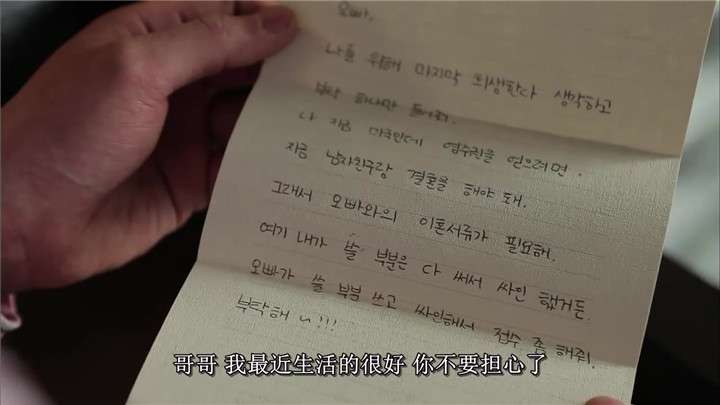 오빠.
나를 위해 마지막 희생한다 생각하고
부탁 하나만 들어줘.
나 지금 미국인데 영주권을 얻으려면.
지금 남자친구랑 결혼을 해야 돼.
그래서 오빠와의 이혼서류가 필요해.
여기 내가 쓸 부분은 다 써서 싸인 했거든.
오빠가 쓸 부분 쓰고 싸인해서 접수 좀 해줘.
부탁해 !!!
哥哥 我最近生活的很好 你不要担心了